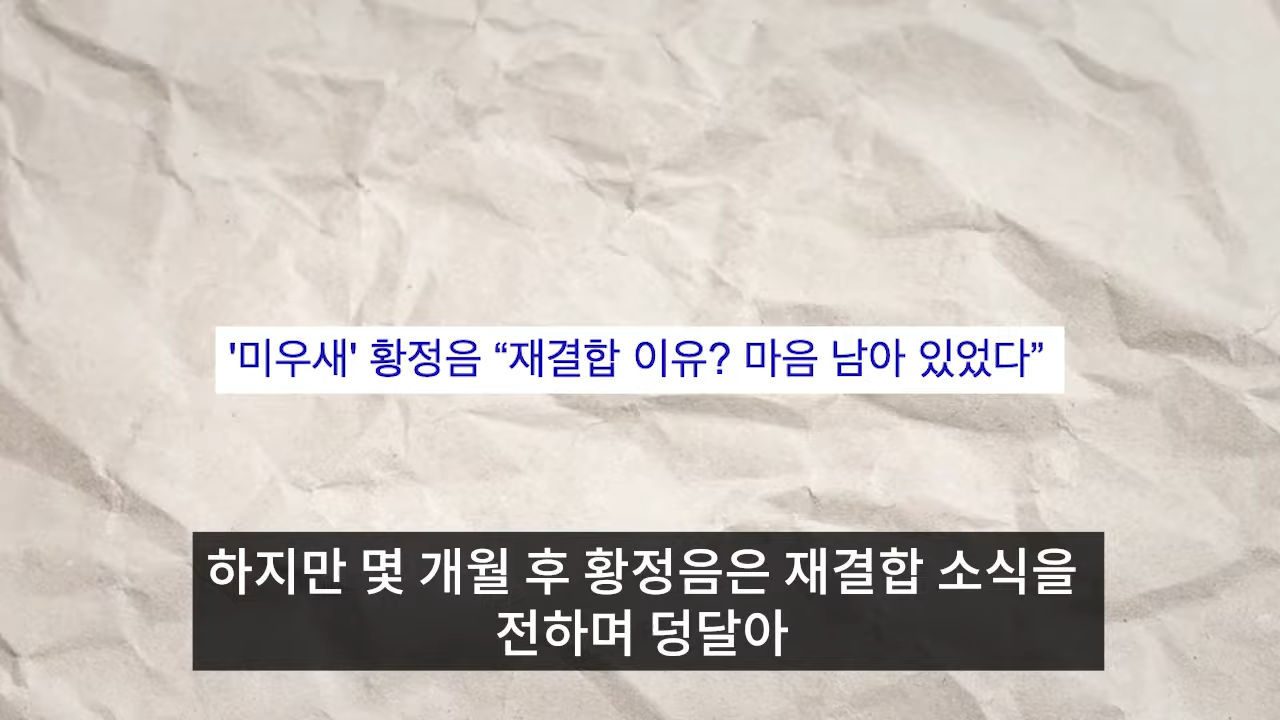 '미우새' 황정음 “재결합 이유? 마음 남아 있었다”
하지만 몇 개월 후 황정음은 재결합 소식을
전하며 덩달아